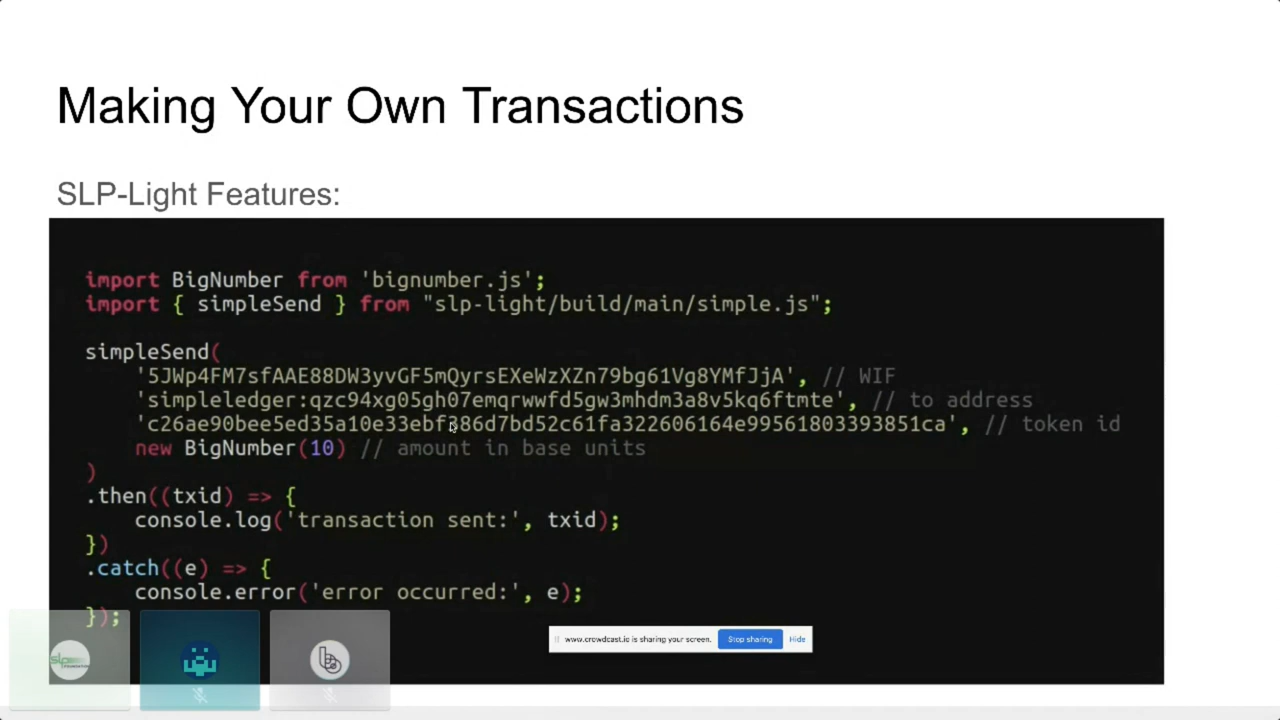 Making Your Own Transactions
SLP-Light Features:
import BigNumber from 'bignumber.js';
import { simpleSend } from "slp-light/build/main/simple.js";
simpleSend(
'5JWp4FM7sfAAE88DW3yvGF5mQyrsEXeWzXZn79bg61Vg8YMfJjA', // WIF
'simpleledger:qzc94xg05gh07emqrwwfd5gw3mhdm3a8v5kq6ftmte', // to address
'c26ae90bee5ed35a10e33ebf386d7bd52c61fa322606164e99561803393851ca', // token id
new BigNumber(10) // amount in base units
)
.then((txid) => {
console.log('transaction sent:', txid);
})
.catch((e) => {
console.error('error occurred:', e);
});
www.crowdcast.io is sharing your screen. Stop sharing Hide
slp